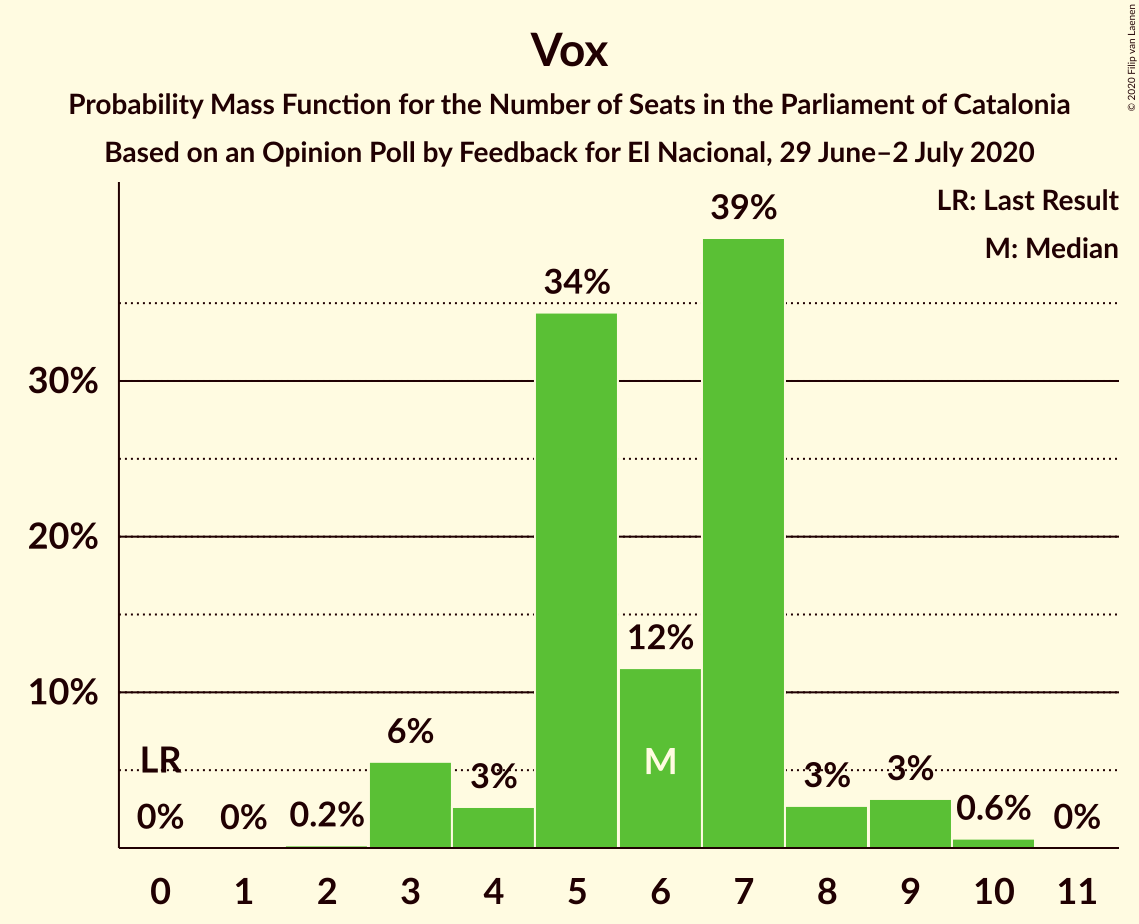 Vox
Probability Mass Function for the Number of Seats in the Parliament of Catalonia
Based on an Opinion Poll by Feedback for El Nacional, 29 June–2 July 2020
© 2020 Filip van Laenen
LR: Last Result
M: Median
39%
34%
30%
20%
12%
10%
6%
LR
M
3%
3%
3%
0%
0%
0.2%
0.6%
0%
0 1 2 3 4 5 6 7 8 9 10 11